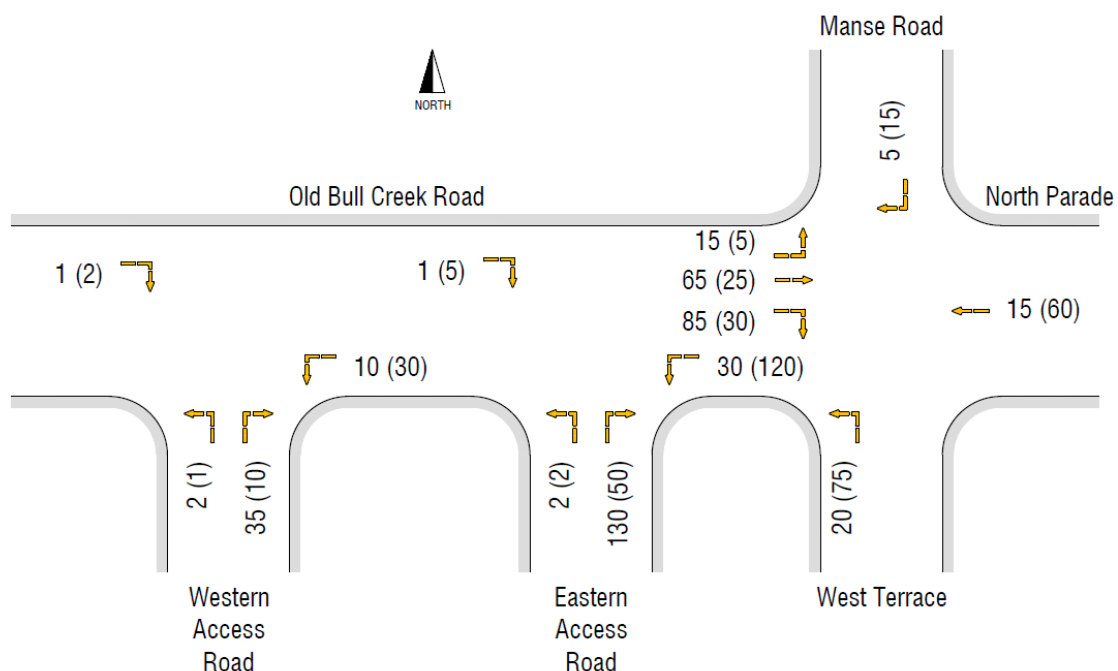 Manse Road
NORTH
5 (15)
Old Bull Creek Road
North Parade
15 (5)
1 (2)
1 (5)
65 (25)
85 (30)
15 (60)
10 (30)
30 (120)
2 (1)
35 (10)
2 (2)
130 (50)
20 (75)
Western
Access
Road
Eastern
Access
Road
West Terrace